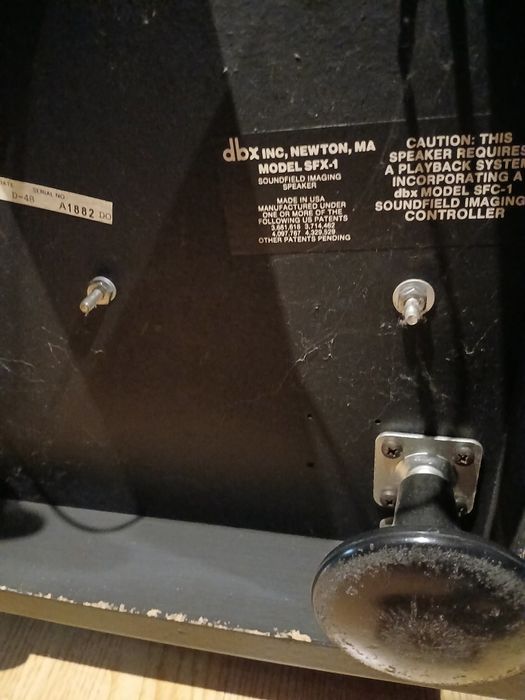 DATE
D-48
SERIAL NO
A1882 DO
dbx INC, NEWTON, MA
MODEL SFX-1
SOUNDFIELD IMAGING
SPEAKER
MADE IN USA
MANUFACTURED UNDER
ONE OR MORE OF THE
FOLLOWING US PATENTS
3,681,618 3,714,462
4,097,767 4,329,529
OTHER PATENTS PENDING
CAUTION: THIS
SPEAKER REQUIRES
A PLAYBACK SYSTEM
INCORPORATING A
dbx MODEL SFC-1
SOUNDFIELD IMAGING
CONTROLLER